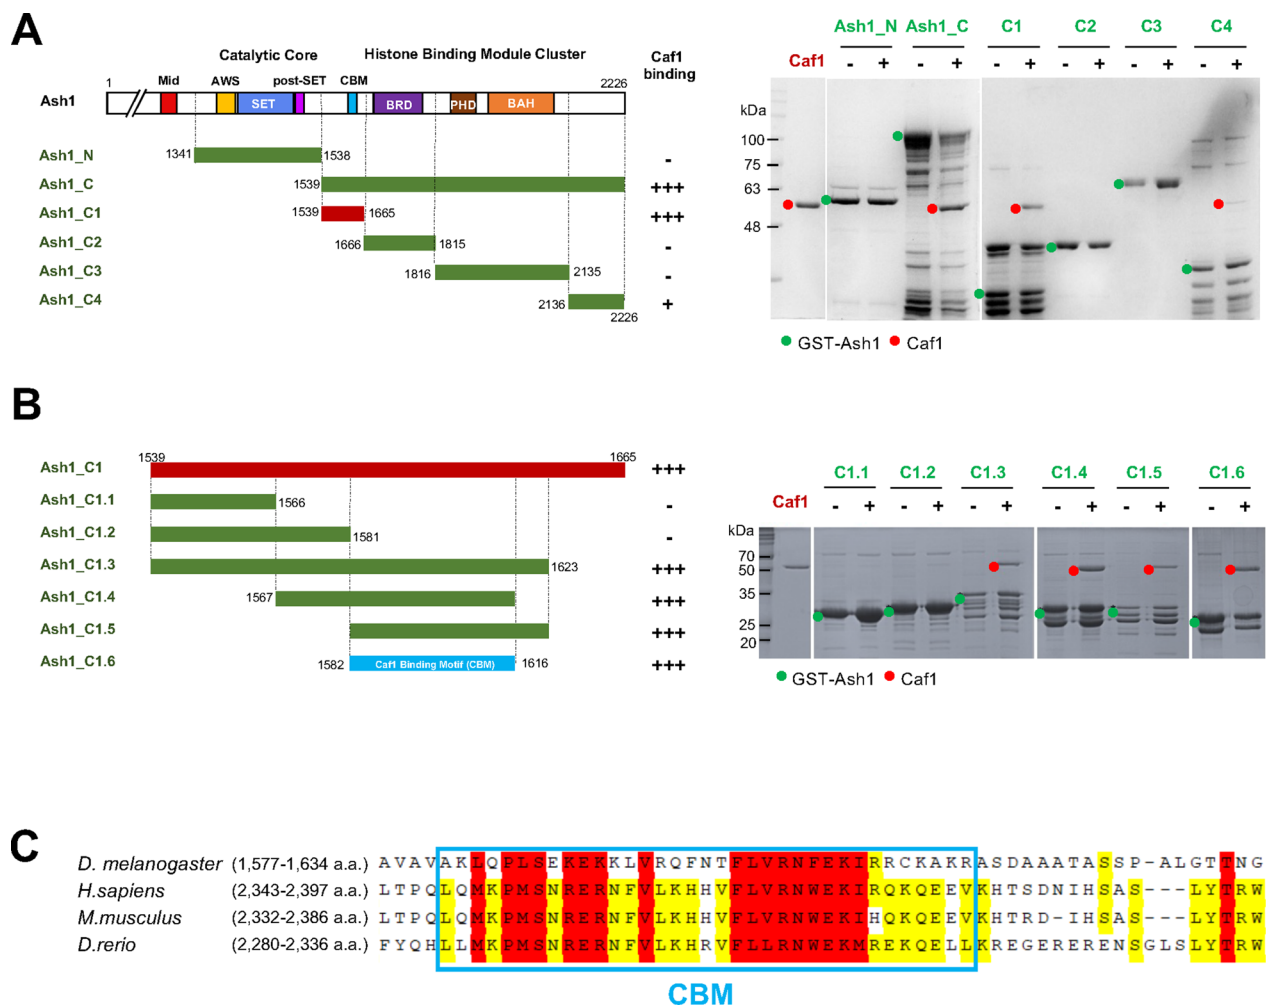 A
Catalytic Core
Histone Binding Module Cluster
Caf1
binding
1
Mid
AWS
post-SET
CBM
2226
Ash1
SET
BRD
PHD
BAH
Ash1_N
1341
1538
-
Ash1_C
1539
+++
Ash1_C1
1539
1665
+++
Ash1_C2
1666
1815
-
Ash1_C3
1816
2135
-
Ash1_C4
2136
2226
+
Ash1_N
Ash1_C
C1
C2
C3
C4
Caf1
- +
- +
- +
- +
- +
- +
kDa
100
75
63
48
GST-Ash1
Caf1
B
1539
1665
Ash1_C1
+++
Ash1_C1.1
1566
-
Ash1_C1.2
1581
-
Ash1_C1.3
1623
+++
Ash1_C1.4
1567
+++
Ash1_C1.5
+++
Ash1_C1.6
1582
Caf1 Binding Motif (CBM)
1616
+++
C1.1
C1.2
C1.3
C1.4
C1.5
C1.6
Caf1
- +
- +
- +
- +
- +
- +
kDa
70
50
35
25
20
GST-Ash1
Caf1
C
D. melanogaster (1,577-1,634 a.a.) AVAVAKLQPLSEKEKKLVRQFNTFLVRNFEKIRRCKAKRASDAAATASSP-ALGTTNG
H.sapiens (2,343-2,397 a.a.) LTPQLQMKPMSNRERNFVLKHHVFLVRNWEKIRQKQEEVKHTSDNIHSAS---LYTRW
M.musculus (2,332-2,386 a.a.) LTPQLQMKPMSNRERNFVLKHHVFLVRNWEKIHQKQEEVKHTRD-IHSAS---LYTRW
D.rerio (2,280-2,336 a.a.) FYQHLLMKPMSNRERNFVLKHRVFLLRNWEKMREKQELLKREGERERENSGLSLYTRW
CBM